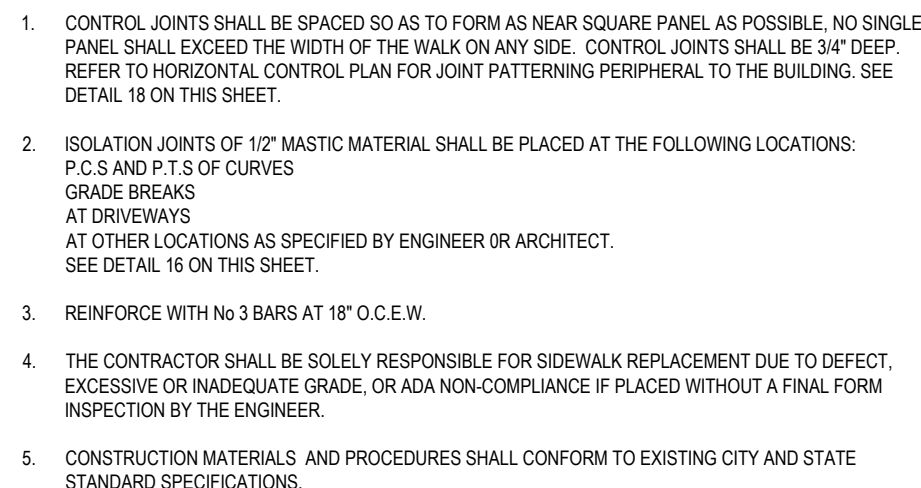 1. CONTROL JOINTS SHALL BE SPACED SO AS TO FORM AS NEAR SQUARE PANEL AS POSSIBLE, NO SINGLE
PANEL SHALL EXCEED THE WIDTH OF THE WALK ON ANY SIDE. CONTROL JOINTS SHALL BE 3/4" DEEP.
REFER TO HORIZONTAL CONTROL PLAN FOR JOINT PATTERNING PERIPHERAL TO THE BUILDING. SEE
DETAIL 18 ON THIS SHEET.
2. ISOLATION JOINTS OF 1/2" MASTIC MATERIAL SHALL BE PLACED AT THE FOLLOWING LOCATIONS:
P.C.S AND P.T.S OF CURVES
GRADE BREAKS
AT DRIVEWAYS
AT OTHER LOCATIONS AS SPECIFIED BY ENGINEER 0R ARCHITECT.
SEE DETAIL 16 ON THIS SHEET.
3. REINFORCE WITH No 3 BARS AT 18" O.C.E.W.
4. THE CONTRACTOR SHALL BE SOLELY RESPONSIBLE FOR SIDEWALK REPLACEMENT DUE TO DEFECT,
EXCESSIVE OR INADEQUATE GRADE, OR ADA NON-COMPLIANCE IF PLACED WITHOUT A FINAL FORM
INSPECTION BY THE ENGINEER.
5. CONSTRUCTION MATERIALS AND PROCEDURES SHALL CONFORM TO EXISTING CITY AND STATE
STANDARD SPECIFICATIONS.